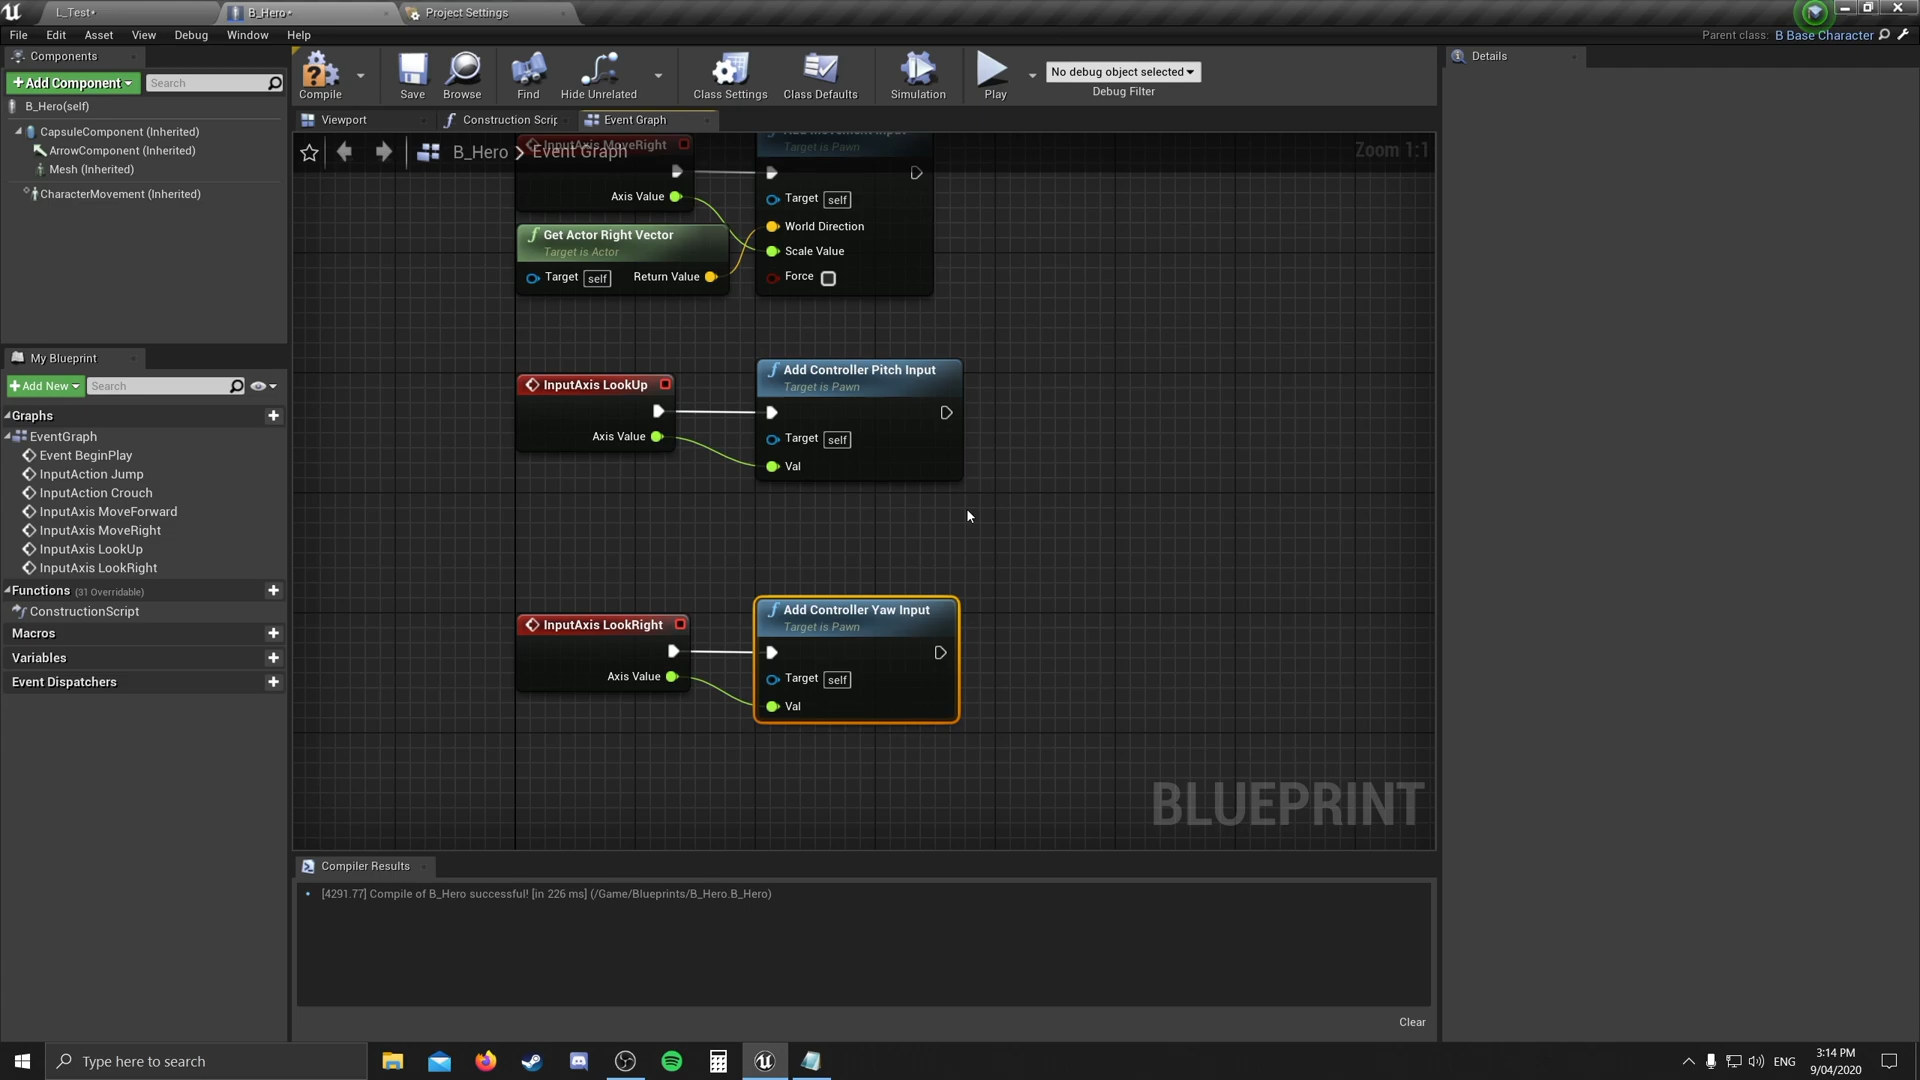 L_Test•
B_Hero•
Project Settings
File
Edit
Asset
View
Debug
Window
Help
Parent class:
B Base Character
Components
+Add Component
Search
B_Hero(self)
CapsuleComponent (Inherited)
ArrowComponent (Inherited)
Mesh (Inherited)
CharacterMovement (Inherited)
My Blueprint
+Add New
Search
Graphs
EventGraph
Event BeginPlay
InputAction Jump
InputAction Crouch
InputAxis MoveForward
InputAxis MoveRight
InputAxis LookUp
InputAxis LookRight
Functions (31 Overridable)
ConstructionScript
Macros
Variables
Event Dispatchers
Compile
Save
Browse
Find
Hide Unrelated
Class Settings
Class Defaults
Simulation
Play
No debug object selected
Debug Filter
Viewport
Construction Scrip
Event Graph
B_Hero > Event Graph
Zoom 1:1
InputAxis MoveRight
Axis Value
Get Actor Right Vector
Target is Actor
Target self
Return Value
Add Movement Input
Target is Pawn
Target self
World Direction
Scale Value
Force
InputAxis LookUp
Axis Value
Add Controller Pitch Input
Target is Pawn
Target self
Val
InputAxis LookRight
Axis Value
Add Controller Yaw Input
Target is Pawn
Target self
Val
BLUEPRINT
Compiler Results
[4291.77] Compile of B_Hero successful! [in 226 ms] (/Game/Blueprints/B_Hero.B_Hero)
Clear
Details
Type here to search
ENG
3:14 PM
9/04/2020